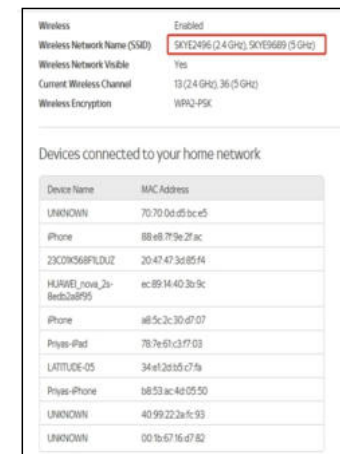 Wireless Enabled
Wireless Network Name (SSID) SKYE2496 (2.4 GHz), SKYE9689 (5 GHz)
Wireless Network Visible Yes
Current Wireless Channel 13 (2.4 GHz), 36 (5 GHz)
Wireless Encryption WPA2-PSK
Devices connected to your home network
Device Name MAC Address
UNKNOWN 70:70:0d:d5:bc:e5
iPhone 88:e8:7f:9e:2f:ac
23C01K568F1LDUZ 20:47:47:3d:85:f4
HUAWEI_nova_2s- ec:89:14:40:3b:9c
8edb2a8f95
iPhone a8:5c:2c:30:d7:07
Priyas-iPad 78:7e:61:c3:f7:03
LATITUDE-05 34:e1:2d:b5:c7:fa
Priyas-iPhone b8:53:ac:4d:05:50
UNKNOWN 40:99:22:2a:fc:93
UNKNOWN 00:1b:67:16:d7:82